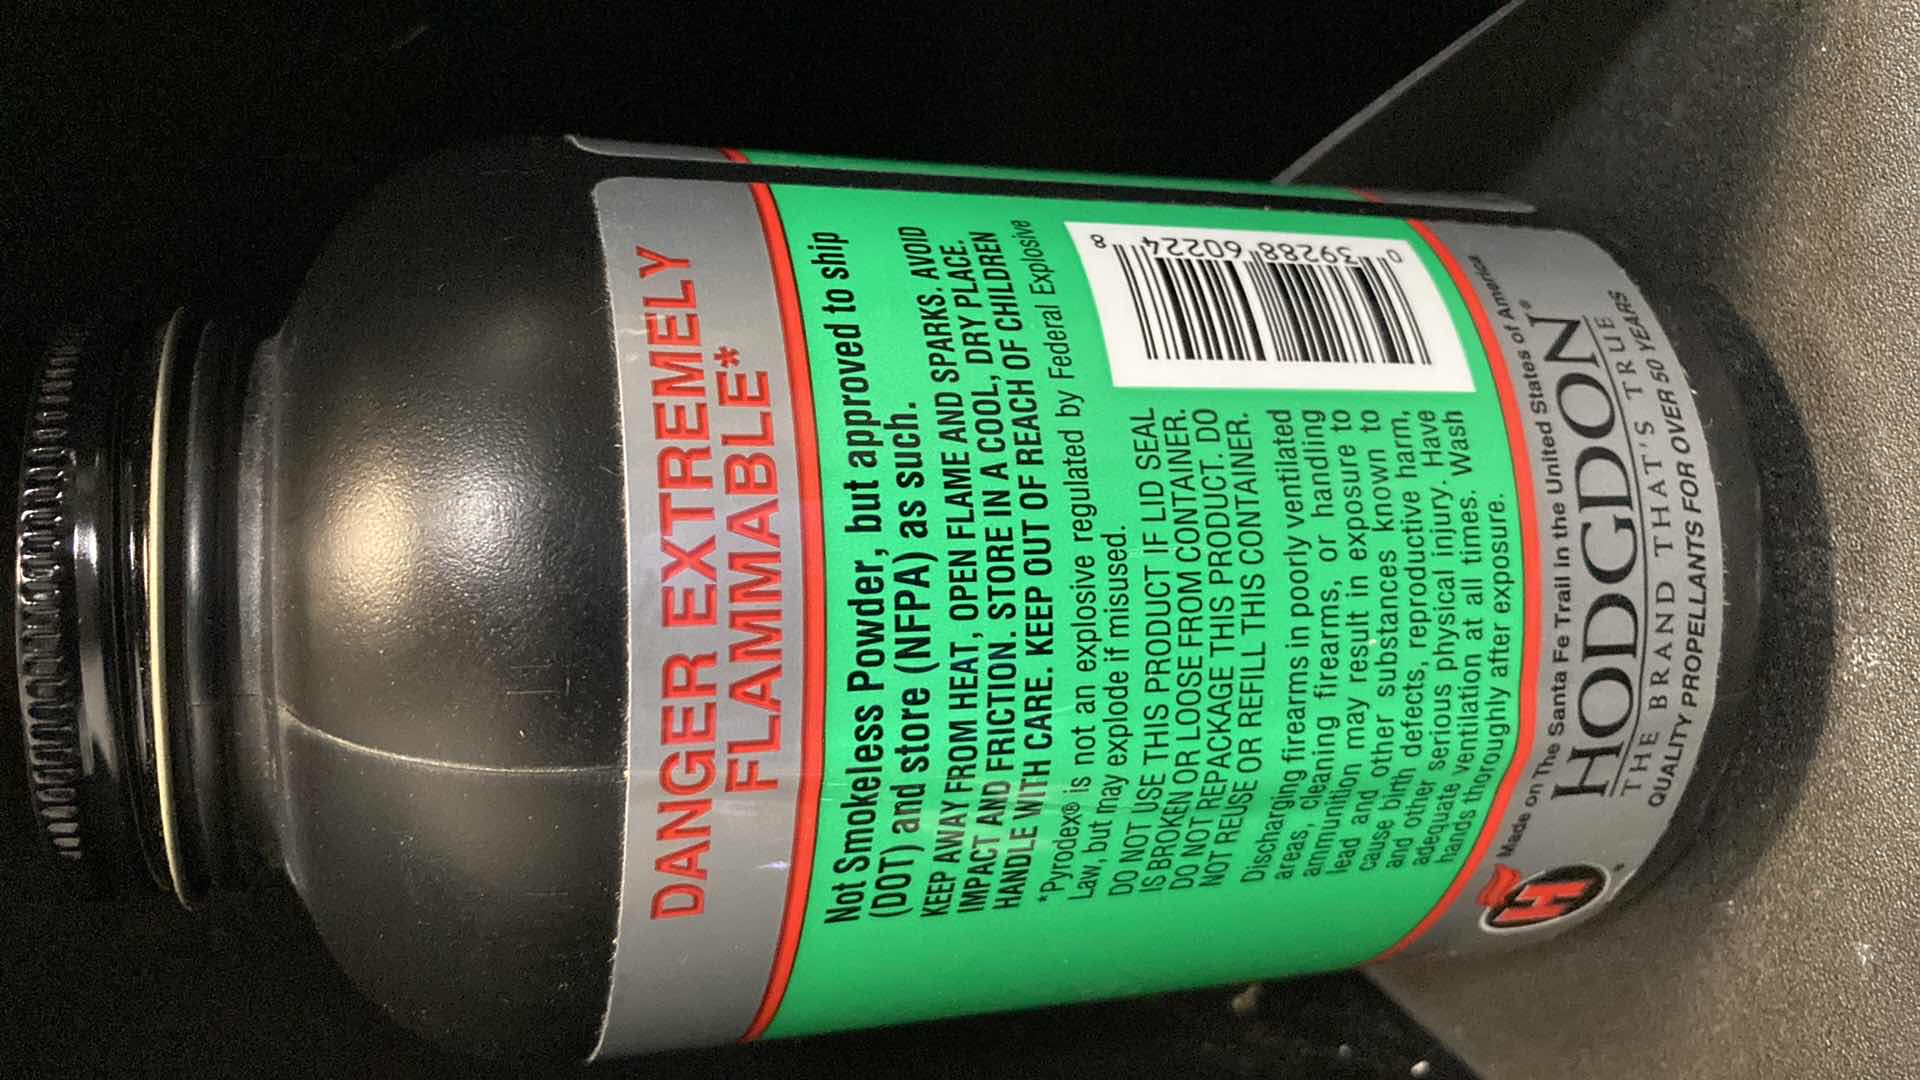 DANGER EXTREMELY
FLAMMABLE*
Not Smokeless Powder, but approved to ship
(DOT) and store (NFPA) as such.
KEEP AWAY FROM HEAT, OPEN FLAME AND SPARKS. AVOID
IMPACT AND FRICTION. STORE IN A COOL, DRY PLACE.
HANDLE WITH CARE. KEEP OUT OF REACH OF CHILDREN
*Pyrodex® is not an explosive regulated by Federal Explosive
Law, but may explode if misused.
DO NOT USE THIS PRODUCT IF LID SEAL
IS BROKEN OR LOOSE FROM CONTAINER.
DO NOT REPACKAGE THIS PRODUCT. DO
NOT REUSE OR REFILL THIS CONTAINER.
Discharging firearms in poorly ventilated
areas, cleaning firearms, or handling
ammunition may result in exposure to
lead and other substances known to
cause birth defects, reproductive harm,
and other serious physical injury. Have
adequate ventilation at all times. Wash
hands thoroughly after exposure.
0 39288 60224 8
Made on The Santa Fe Trail in the United States of America
H
HODGDON®
THE BRAND THAT'S TRUE
QUALITY PROPELLANTS FOR OVER 50 YEARS